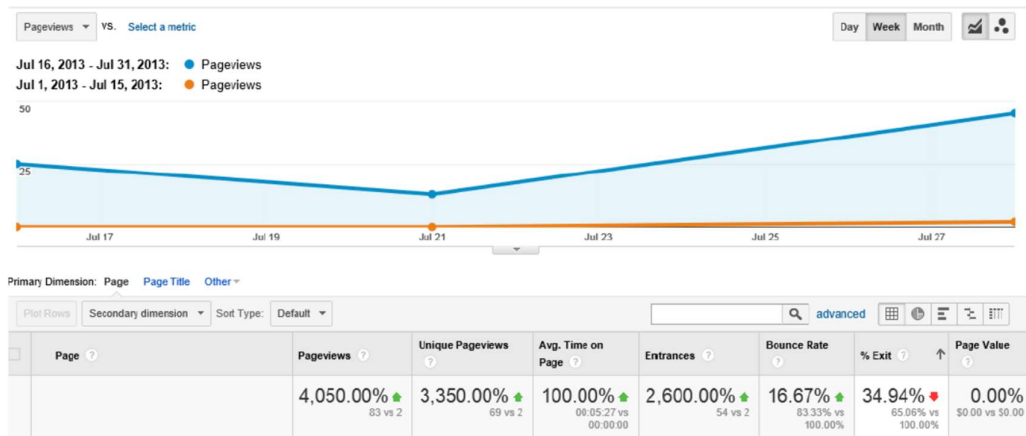 Pageviews VS. Select a metric Day Week Month
Jul 16, 2013 - Jul 31, 2013: Pageviews
Jul 1, 2013 - Jul 15, 2013: Pageviews
50
25
Jul 17 Jul 19 Jul 21 Jul 23 Jul 25 Jul 27
Primary Dimension: Page Page Title Other
Plot Rows Secondary dimension Sort Type: Default advanced
Page ? Pageviews ? Unique Pageviews ? Avg. Time on Page ? Entrances ? Bounce Rate ? % Exit ? Page Value ?
4,050.00% 3,350.00% 100.00% 2,600.00% 16.67% 34.94% 0.00%
83 vs 2 69 vs 2 00:05:27 vs 00:00:00 54 vs 2 83.33% vs 100.00% 65.06% vs 100.00% $0.00 vs $0.00